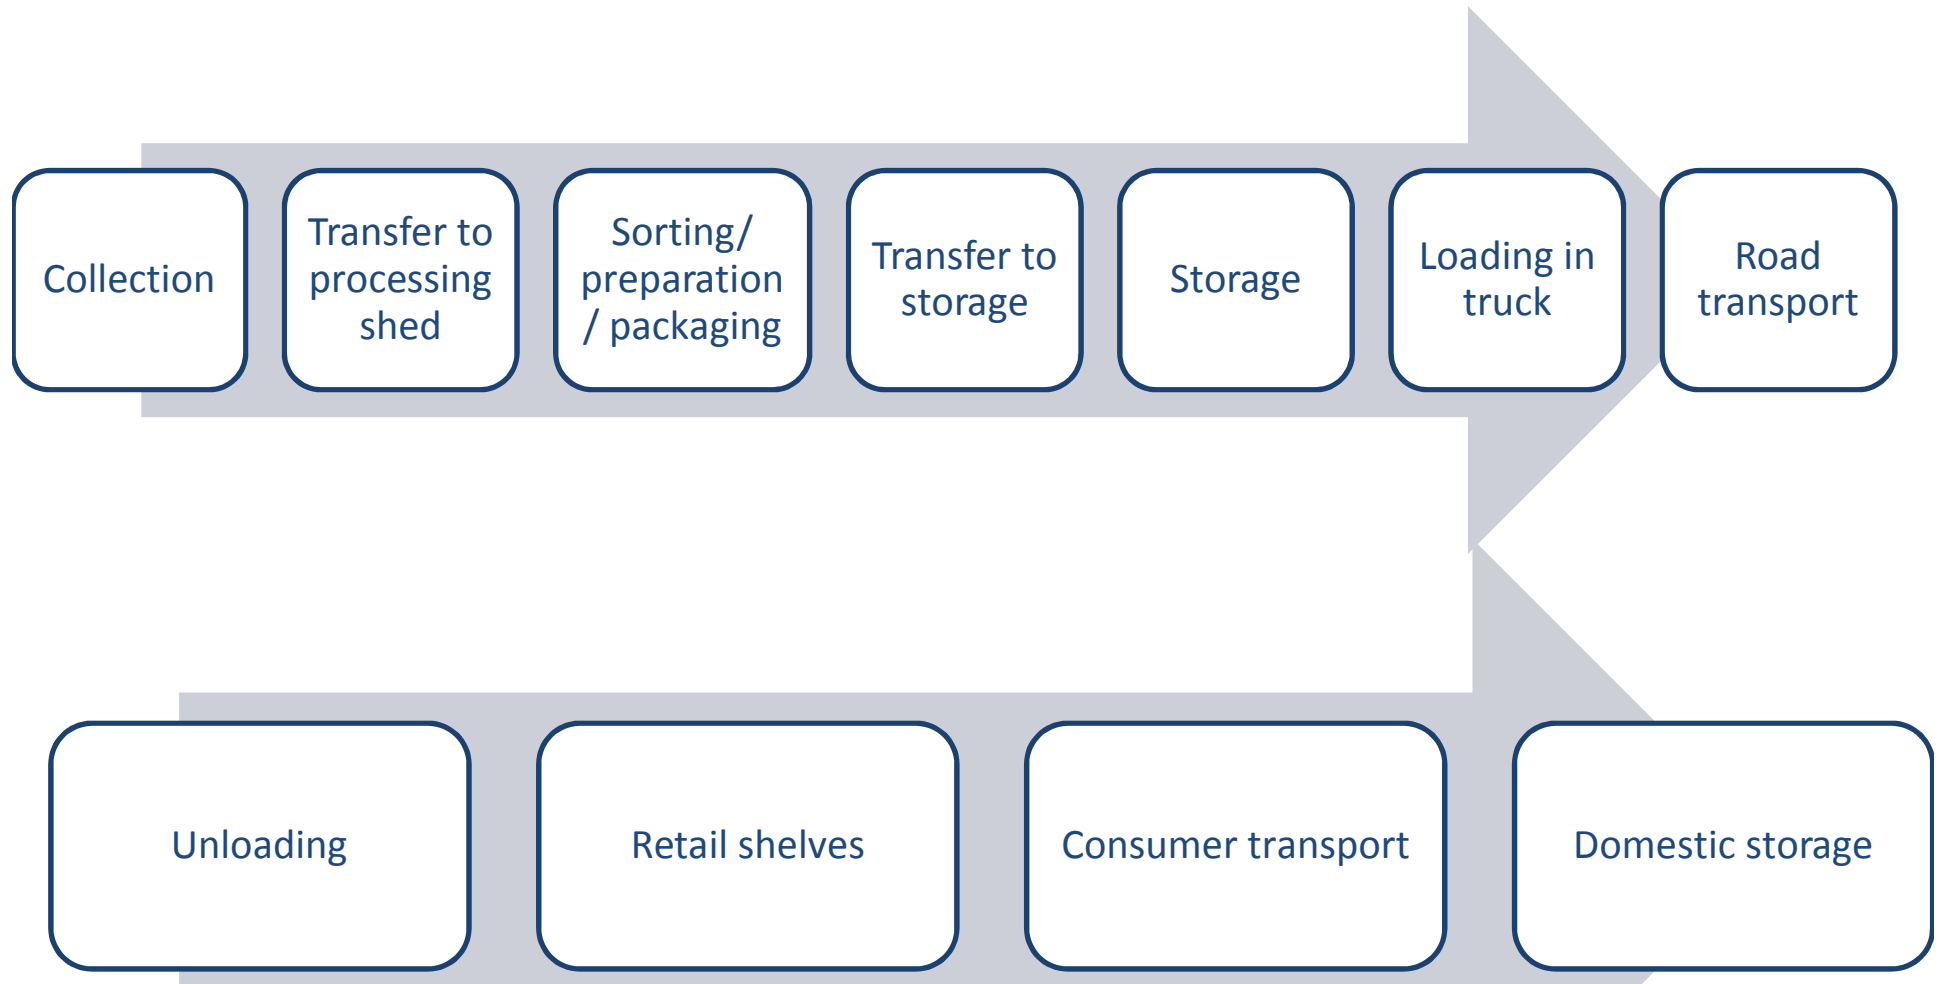 Collection
Transfer to
processing
shed
Sorting/
preparation
/ packaging
Transfer to
storage
Storage
Loading in
truck
Road
transport
Unloading
Retail shelves
Consumer transport
Domestic storage